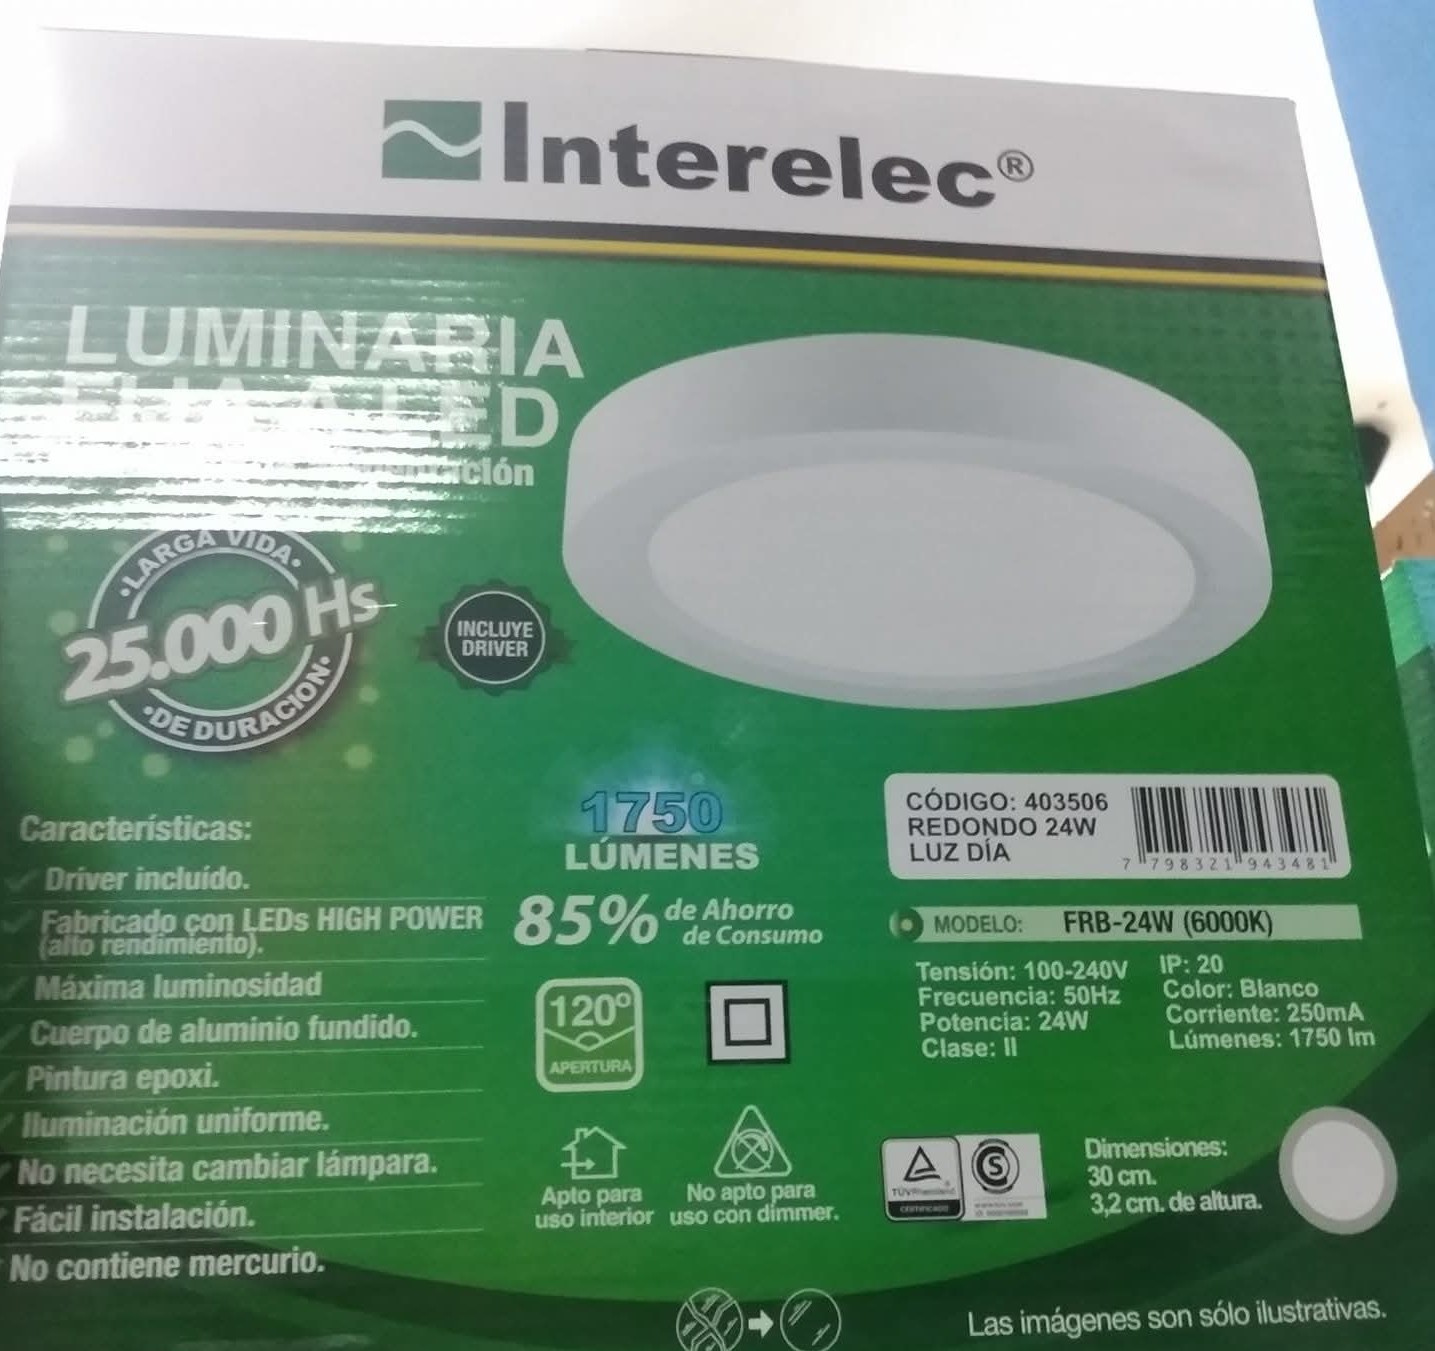 Interelec®
LUMINARIA
FIJA A LED
ción
·LARGA VIDA·
25.000 Hs
·DE DURACION·
INCLUYE
DRIVER
Características:
Driver incluído.
Fabricado con LEDs HIGH POWER
(alto rendimiento).
Máxima luminosidad
Cuerpo de aluminio fundido.
Pintura epoxi.
Iluminación uniforme.
No necesita cambiar lámpara.
Fácil instalación.
No contiene mercurio.
1750
LÚMENES
85% de Ahorro
de Consumo
120°
APERTURA
Apto para
uso interior
No apto para
uso con dimmer.
CÓDIGO: 403506
REDONDO 24W
LUZ DÍA
7 798321 943481
MODELO: FRB-24W (6000K)
Tensión: 100-240V
Frecuencia: 50Hz
Potencia: 24W
Clase: II
IP: 20
Color: Blanco
Corriente: 250mA
Lúmenes: 1750 lm
TÜVRheinland®
CERTIFICADO
S
Dimensiones:
30 cm.
3,2 cm. de altura.
Las imágenes son sólo ilustrativas.